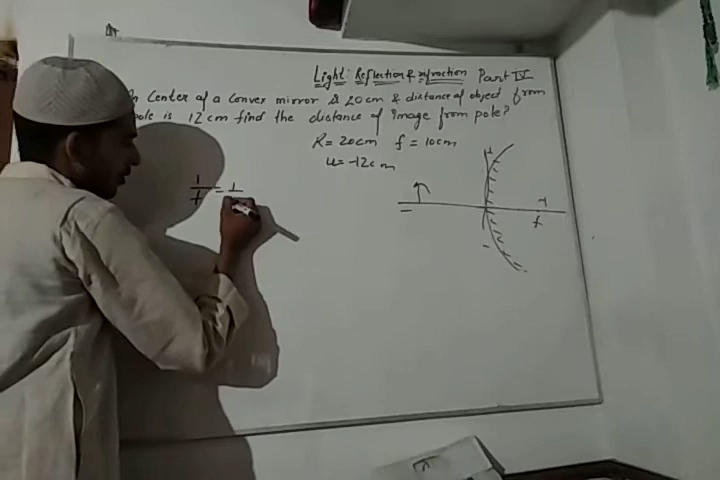 Light: Reflection & refraction Part IV
Center of a convex mirror is 20cm & distance of object from
pole is 12cm find the distance of image from pole?
R= 20cm f = 10cm
u= -12cm
1/f = 1/
f